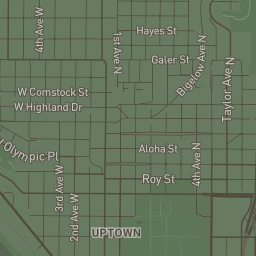 4th Ave W
1st Ave N
Hayes St
Galer St
Bigelow Ave N
Taylor Ave N
W Comstock St
W Highland Dr
Olympic Pl
Aloha St
4th Ave N
3rd Ave W
Roy St
2nd Ave W
UPTOWN